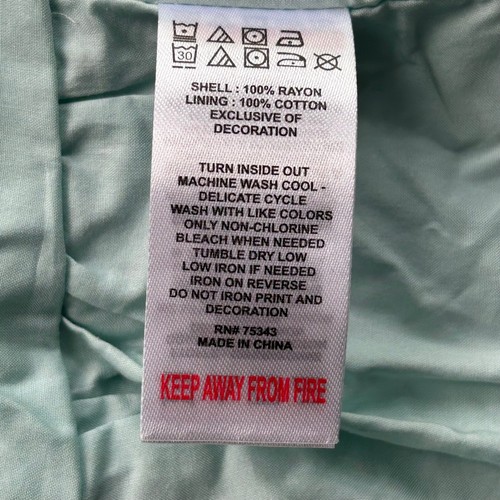 30
SHELL : 100% RAYON
LINING : 100% COTTON
EXCLUSIVE OF
DECORATION
TURN INSIDE OUT
MACHINE WASH COOL -
DELICATE CYCLE
WASH WITH LIKE COLORS
ONLY NON-CHLORINE
BLEACH WHEN NEEDED
TUMBLE DRY LOW
LOW IRON IF NEEDED
IRON ON REVERSE
DO NOT IRON PRINT AND
DECORATION
RN# 75343
MADE IN CHINA
KEEP AWAY FROM FIRE